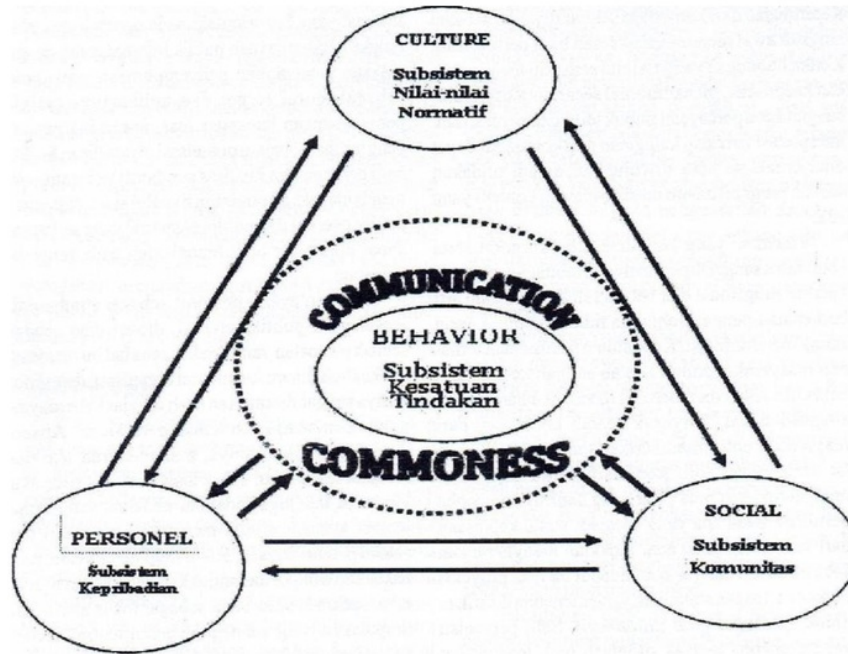 CULTURE
Subsistem
Nilai-nilai
Normatif
COMMUNICATION
BEHAVIOR
Subsistem
Kesatuan
Tindakan
COMMONESS
PERSONEL
Subsistem
Kepribadian
SOCIAL
Subsistem
Komunitas